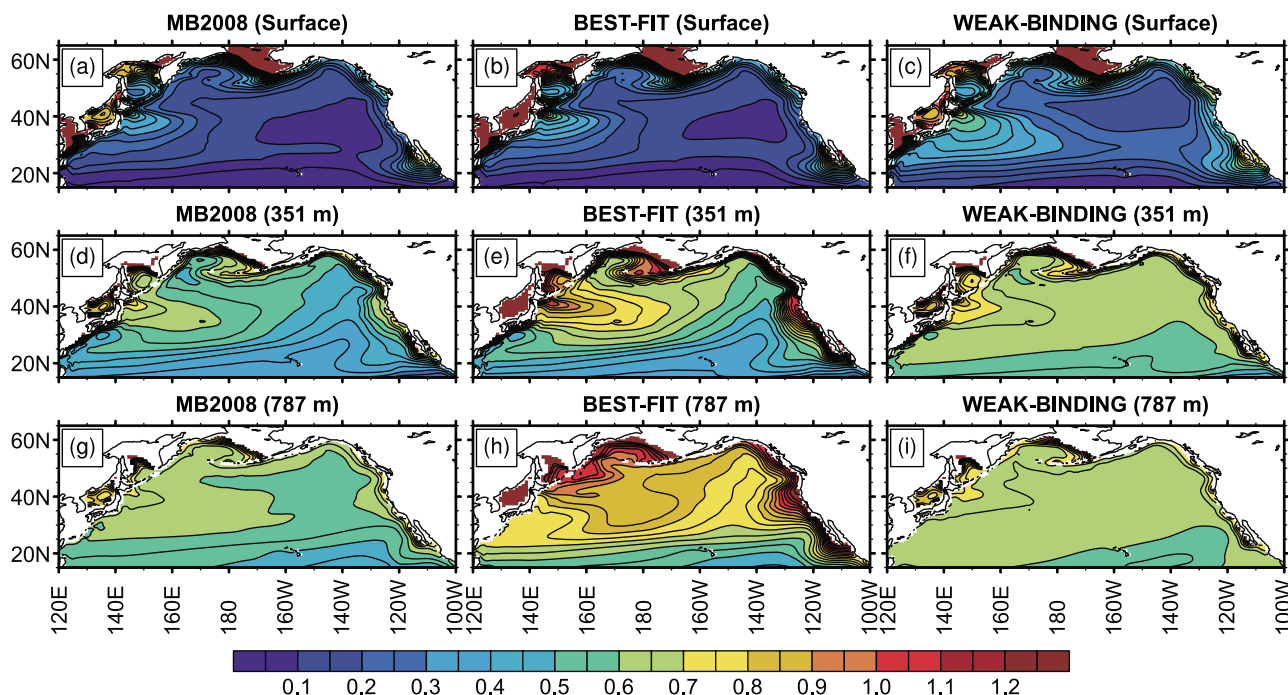 MB2008 (Surface) BEST-FIT (Surface) WEAK-BINDING (Surface)
60N (a) (b) (c)
40N
20N
MB2008 (351 m) BEST-FIT (351 m) WEAK-BINDING (351 m)
60N (d) (e) (f)
40N
20N
MB2008 (787 m) BEST-FIT (787 m) WEAK-BINDING (787 m)
60N (g) (h) (i)
40N
20N
120E 140E 160E 180 160W 140W 120W 120E 140E 160E 180 160W 140W 120W 120E 140E 160E 180 160W 140W 120W 100W
0.1 0.2 0.3 0.4 0.5 0.6 0.7 0.8 0.9 1.0 1.1 1.2